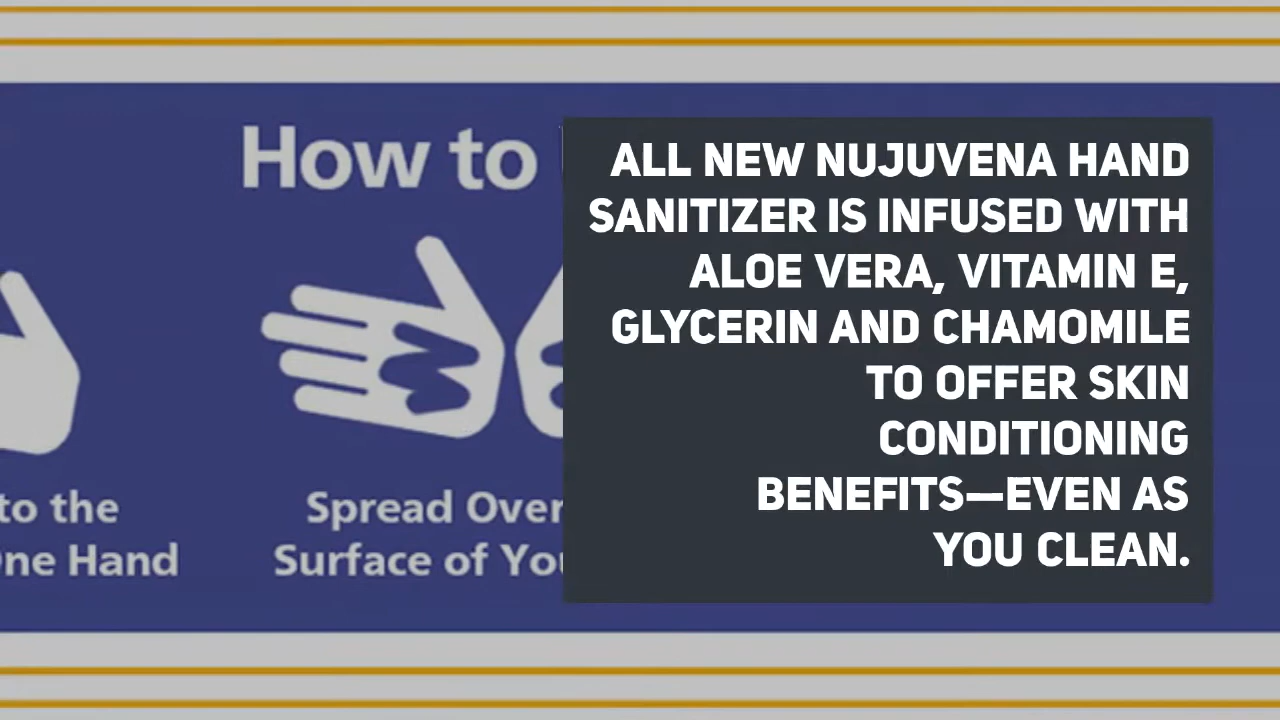 How to
to the
One Hand
Spread Over
Surface of
ALL NEW NUJUVENA HAND
SANITIZER IS INFUSED WITH
ALOE VERA, VITAMIN E,
GLYCERIN AND CHAMOMILE
TO OFFER SKIN
CONDITIONING
BENEFITS—EVEN AS
YOU CLEAN.